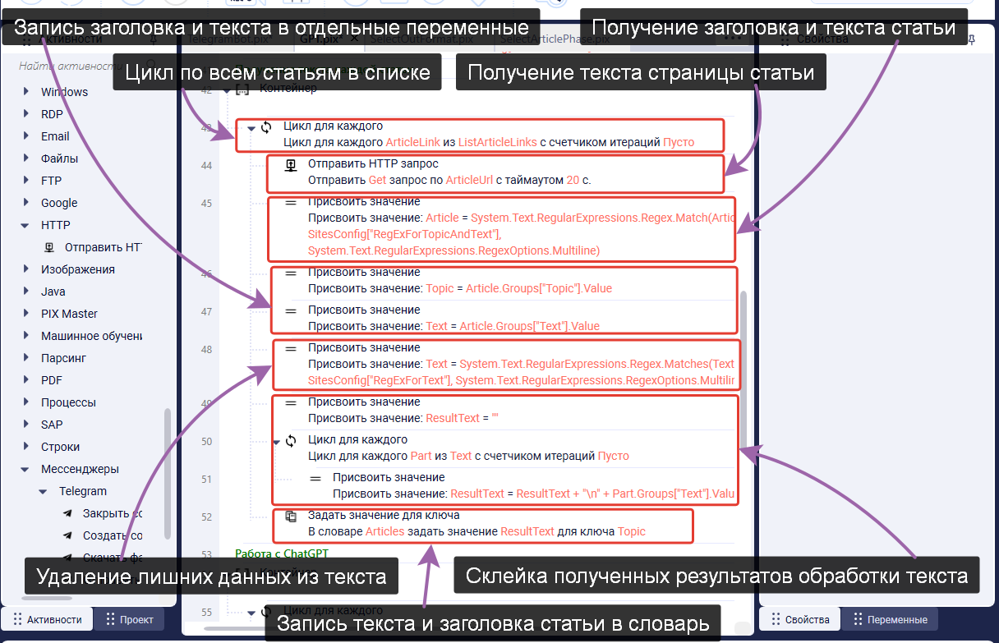 Запись заголовка и текста в отдельные переменные
Получение заголовка и текста статьи
Активности
TelegramBot.pix*
GPT.pix*
SelectOutFormat.pix
SelectArticlePhase.pix
Свойства
Найти активности
Цикл по всем статьям в списке
Получение текста страницы статьи
Windows
RDP
Email
Файлы
FTP
Google
HTTP
Отправить HT
Изображения
Java
PIX Master
Машинное обучени
Парсинг
PDF
Процессы
SAP
Строки
Мессенджеры
Telegram
Закрыть со
Создать со
Скачать фа
42
Контейнер
43
Цикл для каждого
Цикл для каждого ArticleLink из ListArticleLinks с счетчиком итераций Пусто
44
Отправить HTTP запрос
Отправить Get запрос по ArticleUrl с таймаутом 20 с.
45
Присвоить значение
Присвоить значение: Article = System.Text.RegularExpressions.Regex.Match(Artic
SitesConfig["RegExForTopicAndText"],
System.Text.RegularExpressions.RegexOptions.Multiline)
46
Присвоить значение
Присвоить значение: Topic = Article.Groups["Topic"].Value
47
Присвоить значение
Присвоить значение: Text = Article.Groups["Text"].Value
48
Присвоить значение
Присвоить значение: Text = System.Text.RegularExpressions.Regex.Matches(Text
SitesConfig["RegExForText"], System.Text.RegularExpressions.RegexOptions.Multilin
49
Присвоить значение
Присвоить значение: ResultText = ""
50
Цикл для каждого
Цикл для каждого Part из Text с счетчиком итераций Пусто
51
Присвоить значение
Присвоить значение: ResultText = ResultText + "\n" + Part.Groups["Text"].Valu
52
Задать значение для ключа
В словаре Articles задать значение ResultText для ключа Topic
53
Работа с ChatGPT
Контейнер
Удаление лишних данных из текста
Склейка полученных результатов обработки текста
55
Цикл для каждого
Запись текста и заголовка статьи в словарь
Активности
Проект
Свойства
Переменные